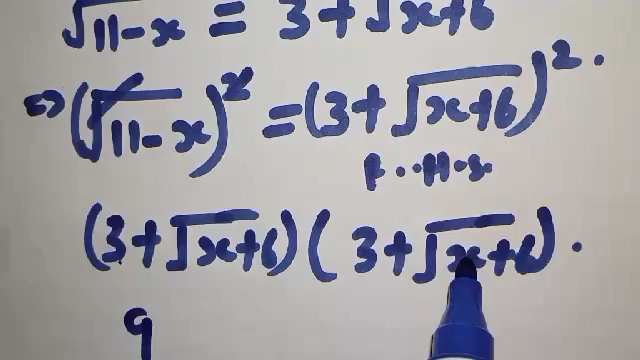 √11-x = 3+√x+6
⇔ (√11-x)² = (3+√x+6)².
(3+√x+6)(3+√x+6).
9